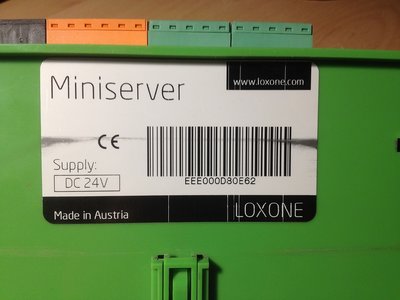 Miniserver
www.loxone.com
CE
Supply:
DC 24V
EEE000D80E62
Made in Austria
LOXONE